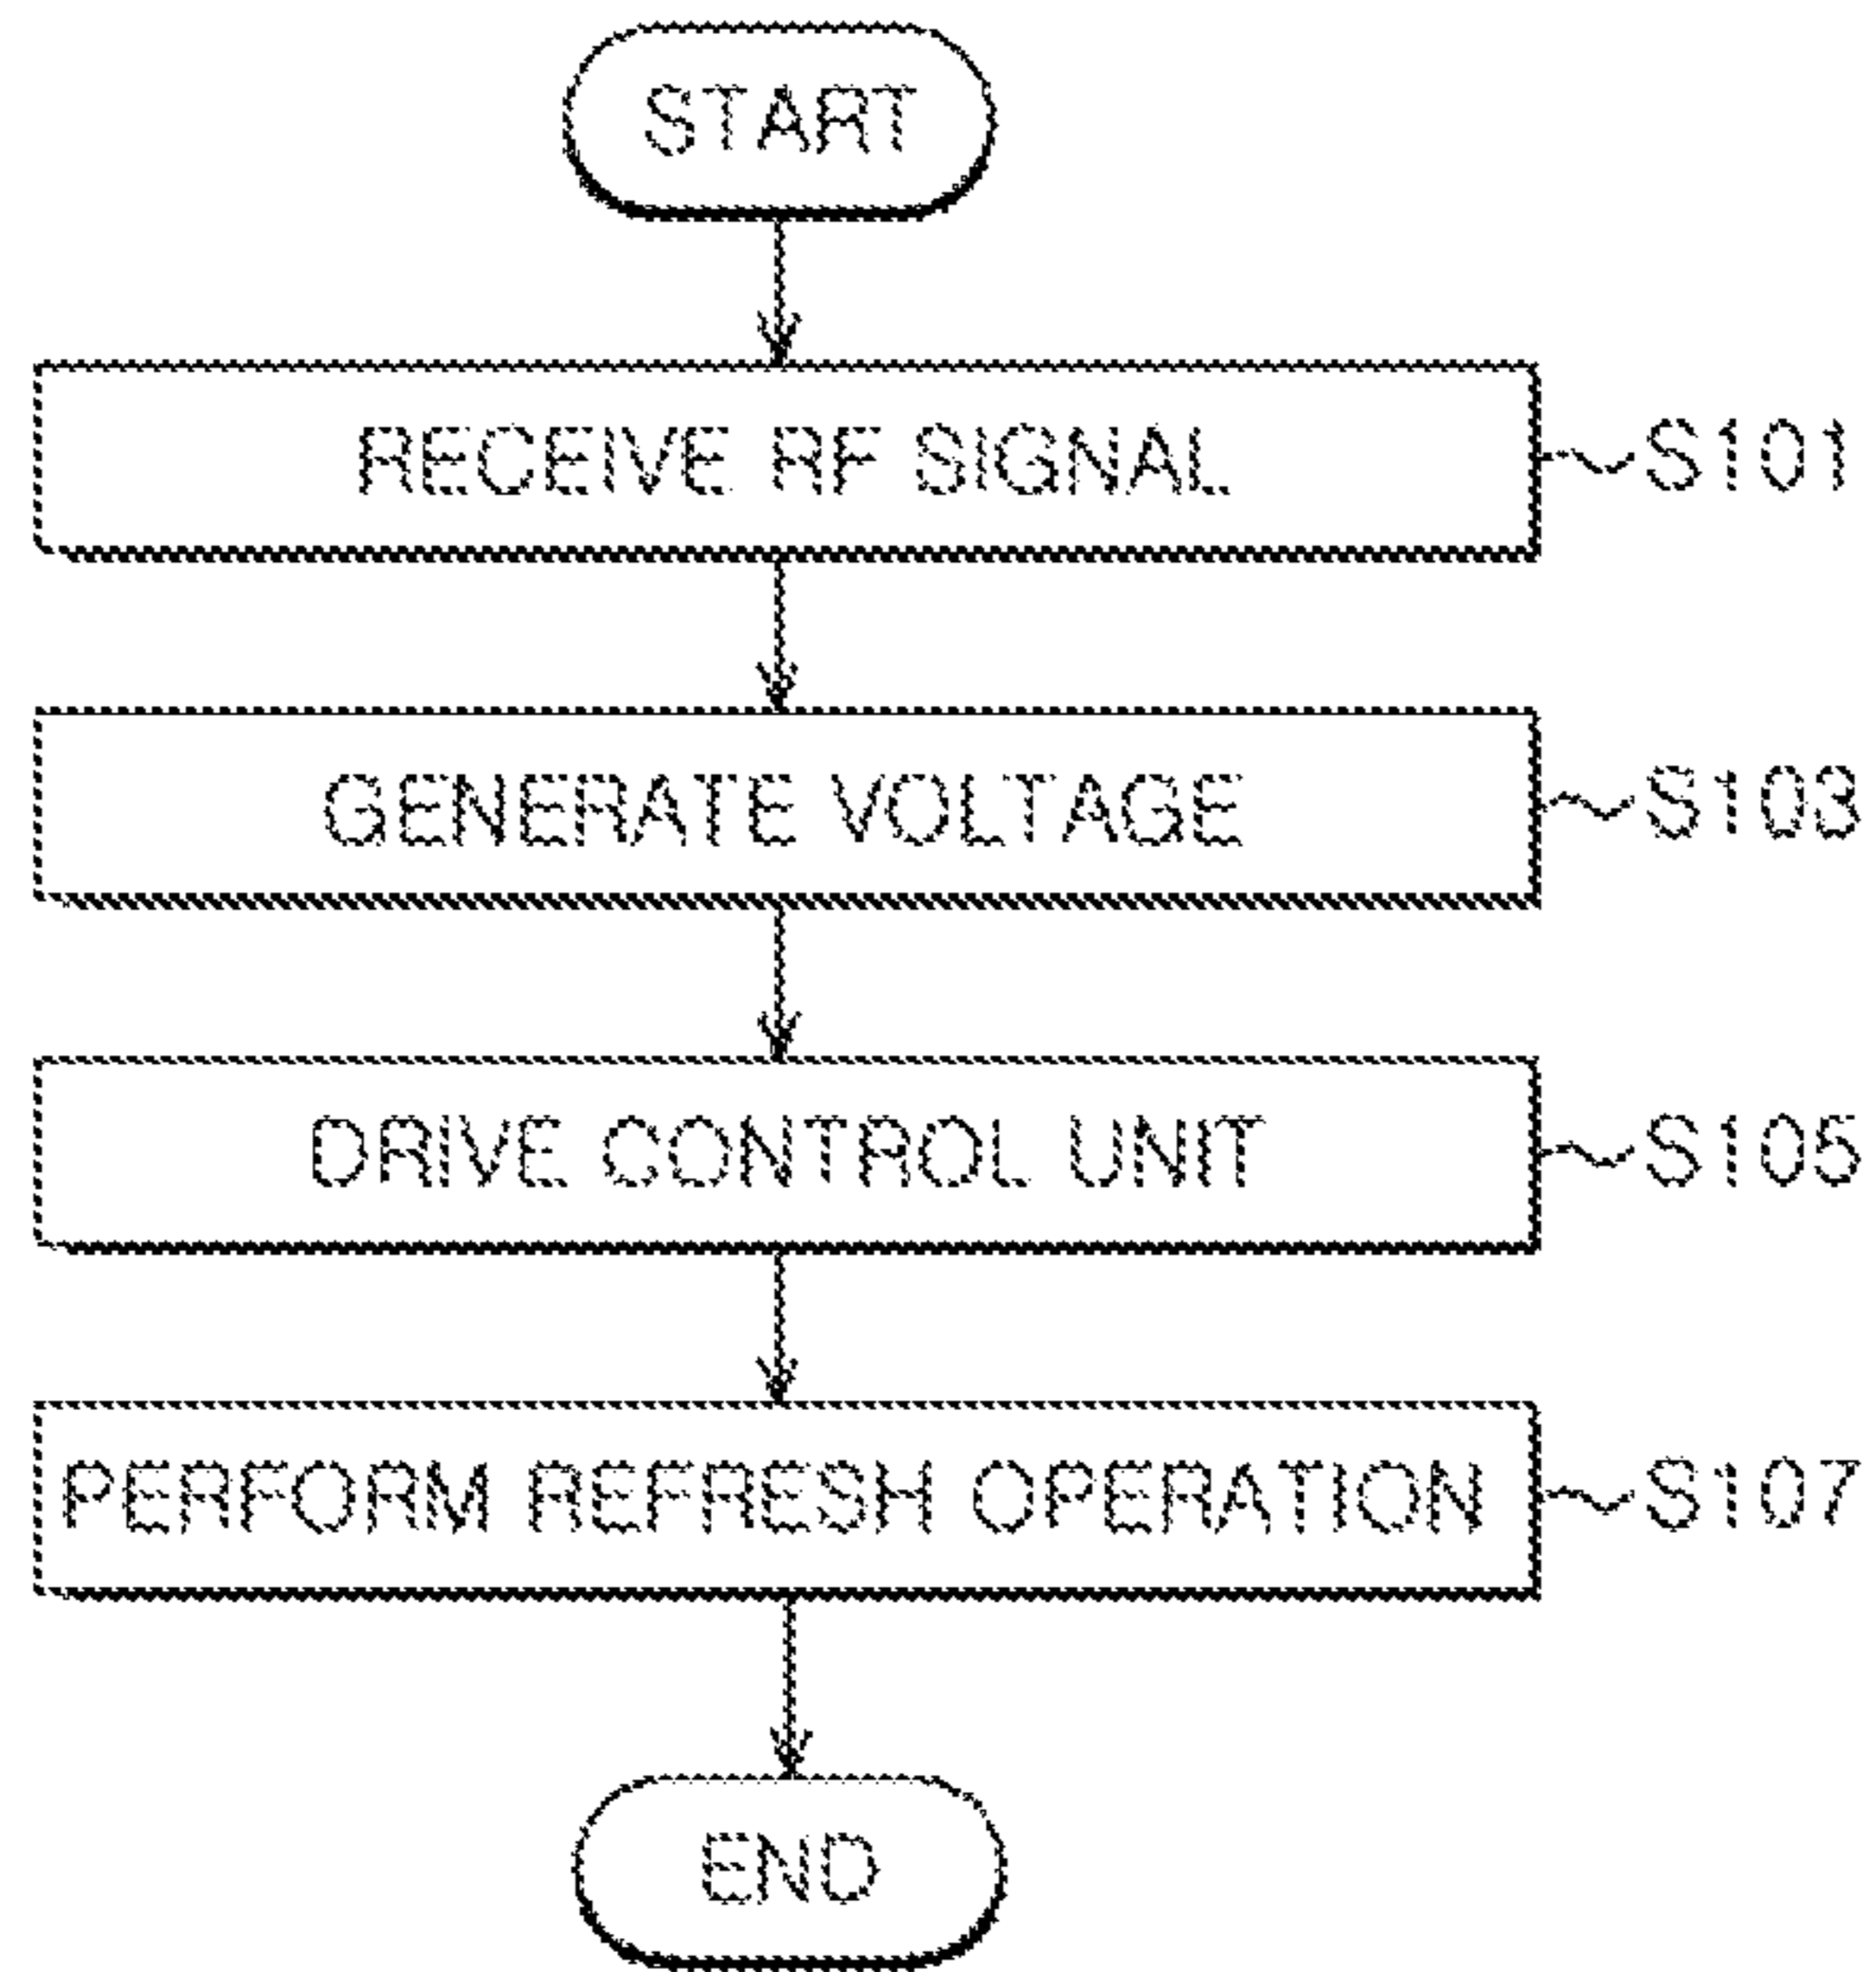 START
RECEIVE RF SIGNAL S101
GENERATE VOLTAGE S103
DRIVE CONTROL UNIT S105
PERFORM REFRESH OPERATION S107
END